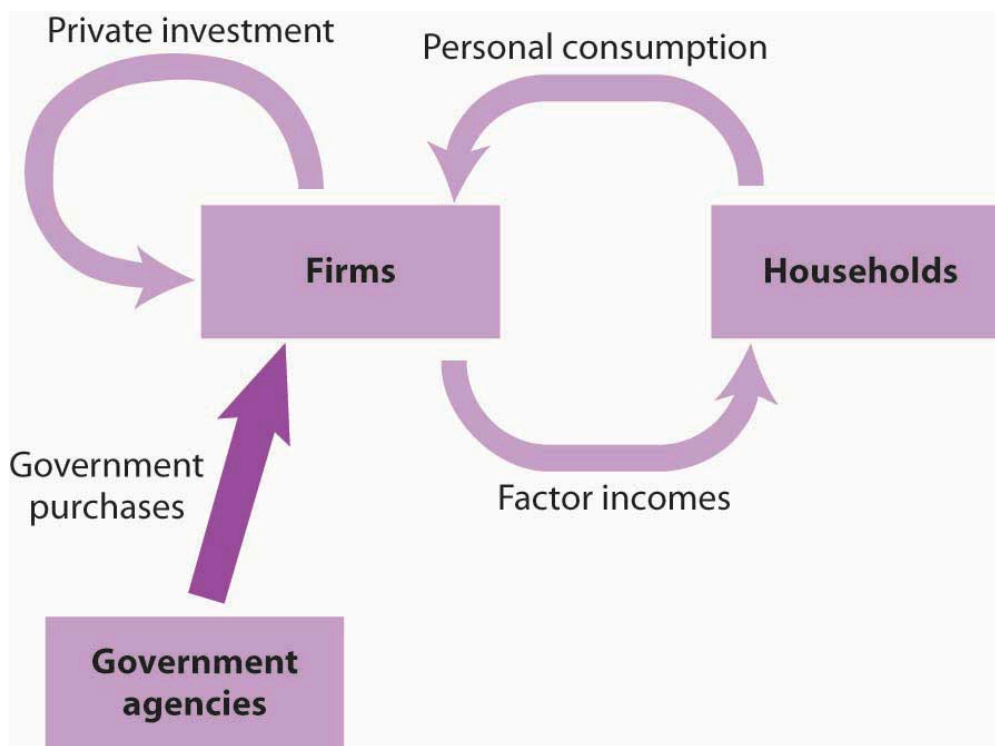 Private investment
Personal consumption
Firms
Households
Government
purchases
Factor incomes
Government
agencies